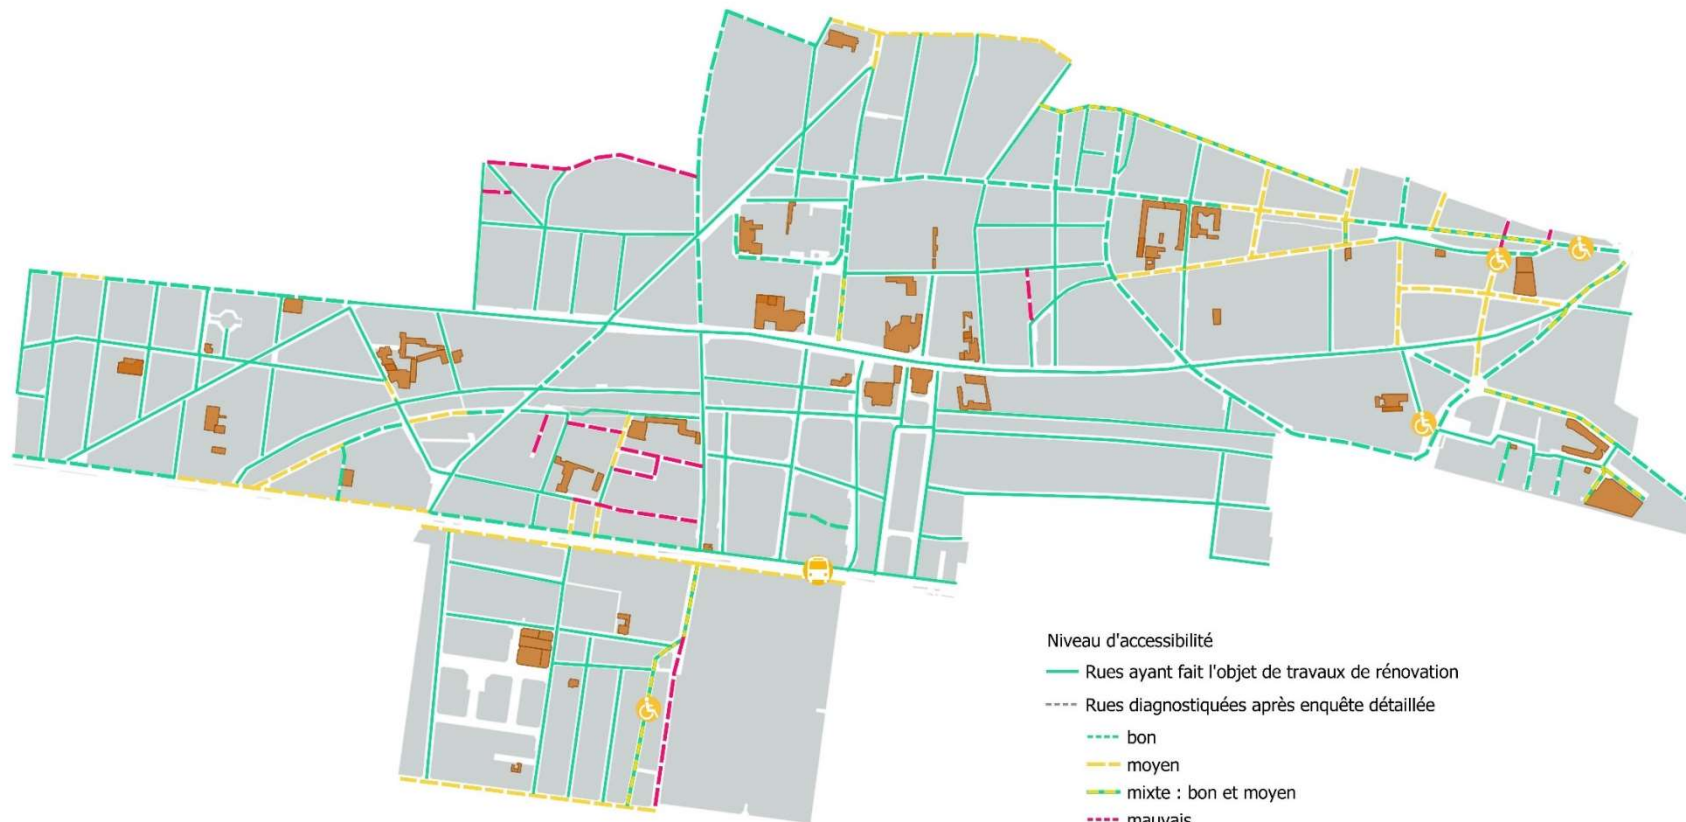 Niveau d'accessibilité
Rues ayant fait l'objet de travaux de rénovation
Rues diagnostiquées après enquête détaillée
bon
moyen
mixte : bon et moyen
mauvais